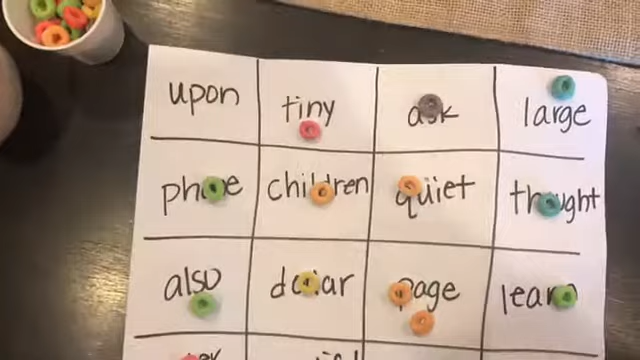 upon tiny ask large
phone children quiet thought
also dollar page learn